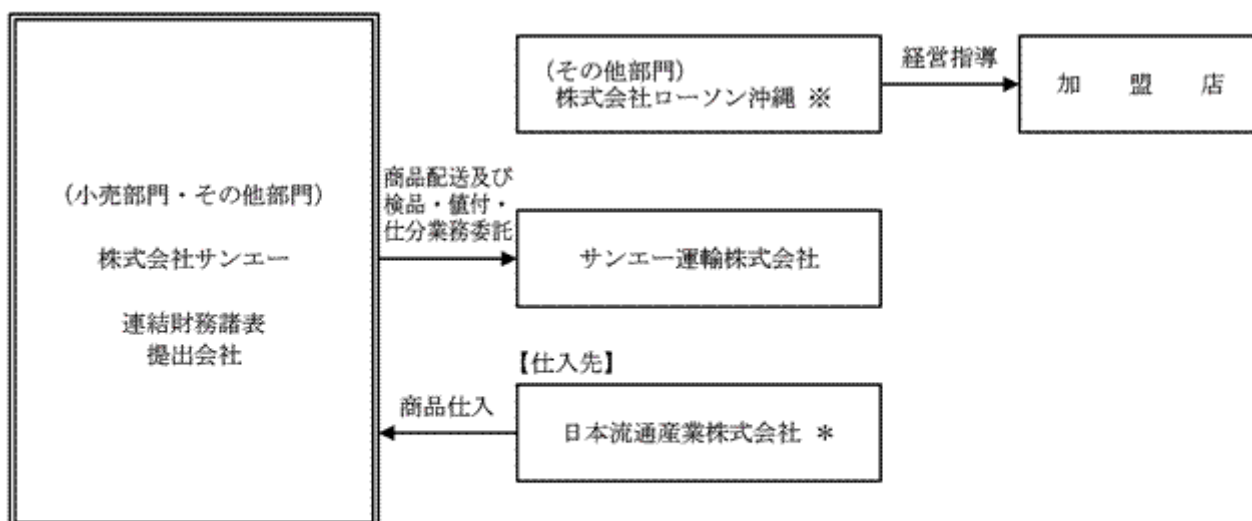 (小売部門・その他部門)
株式会社サンエー
連結財務諸表
提出会社
(その他部門)
株式会社ローソン沖縄 ※
経営指導
加 盟 店
商品配送及び
検品・値付・
仕分業務委託
サンエー運輸株式会社
【仕入先】
商品仕入
日本流通産業株式会社 *